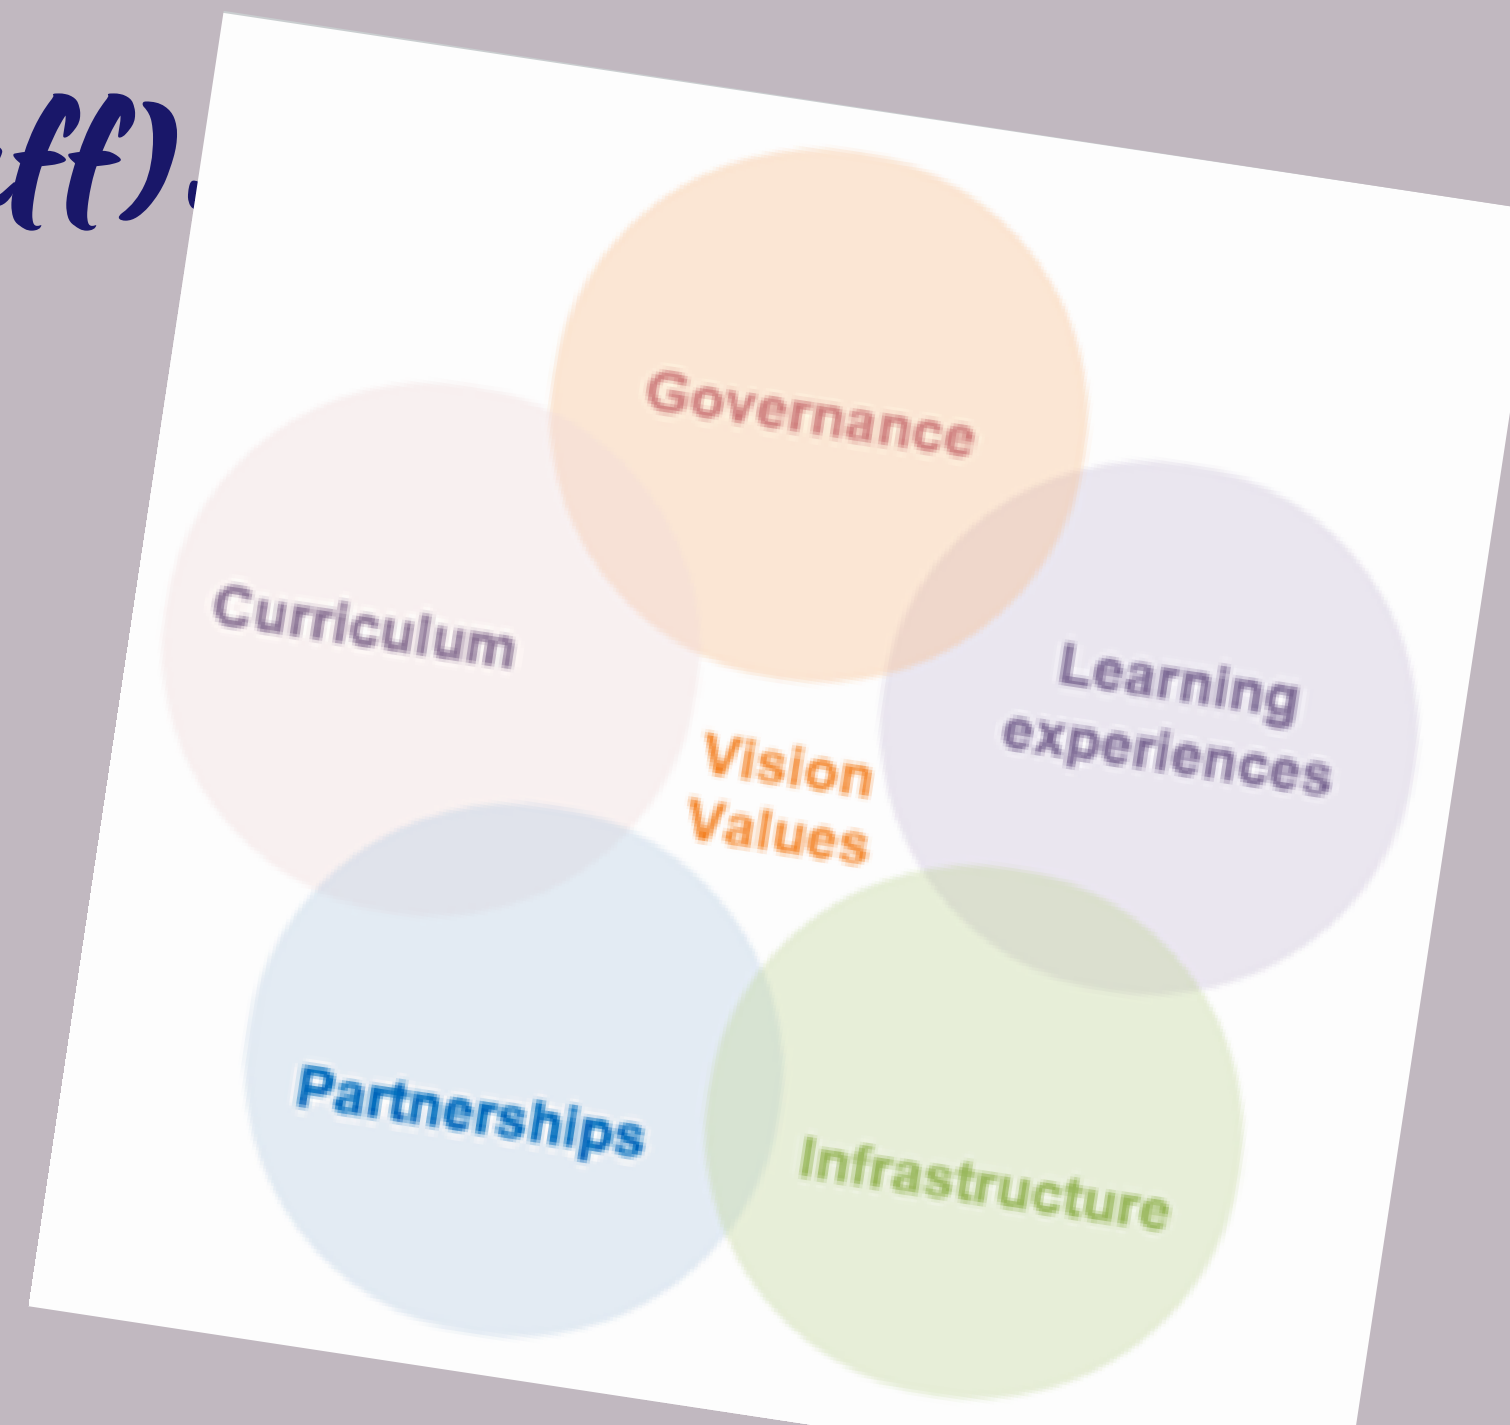 ff).
Governance
Curriculum
Learning
experiences
Vision
Values
Partnerships
Infrastructure